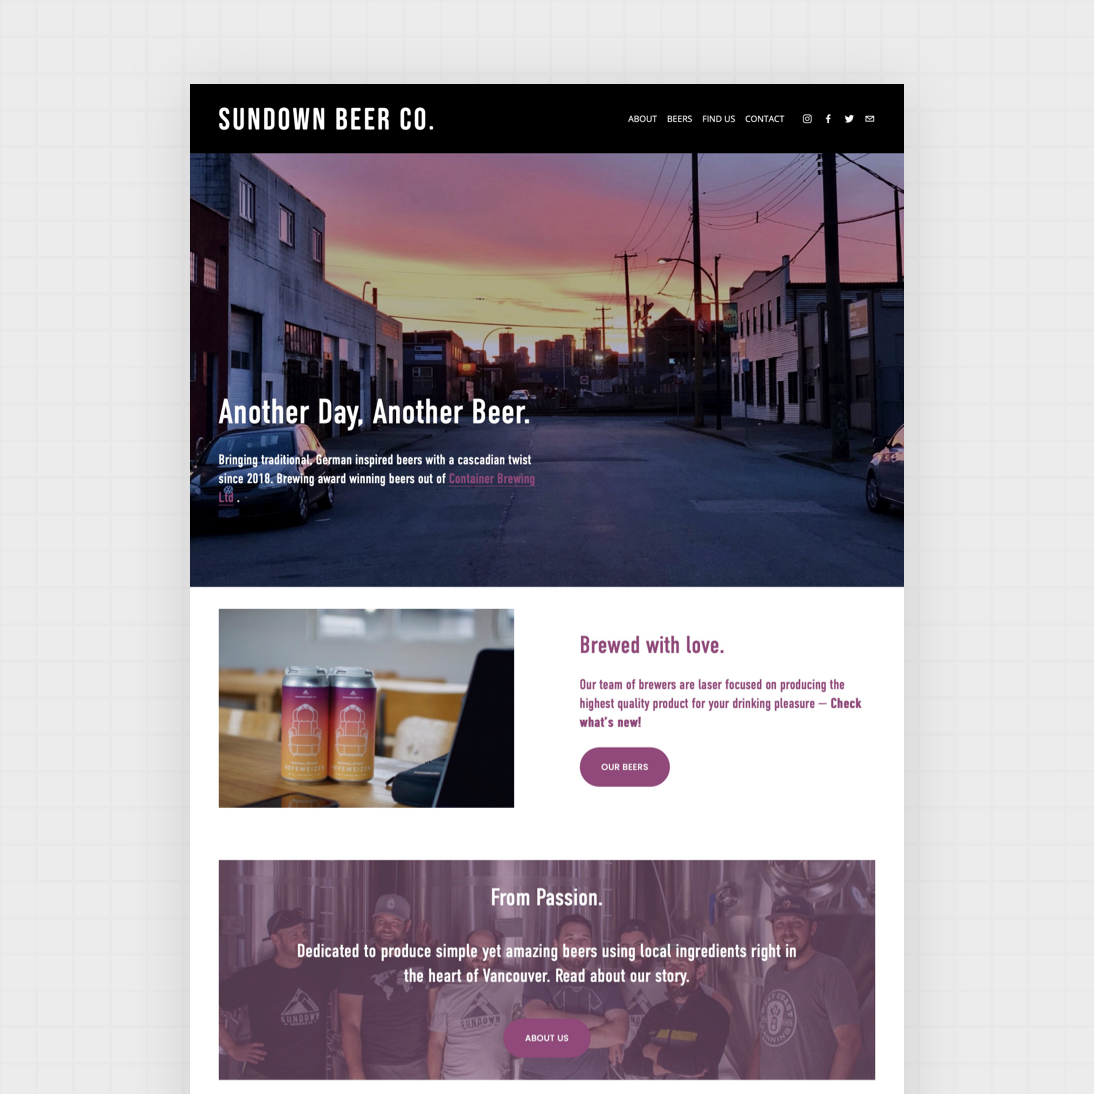 SUNDOWN BEER CO.
ABOUT BEERS FIND US CONTACT
Another Day, Another Beer.
Bringing traditional, German inspired beers with a cascadian twist
since 2018. Brewing award winning beers out of Container Brewing
Ltd .
HEFEWEIZEN
HEFEWEIZEN
Brewed with love.
Our team of brewers are laser focused on producing the
highest quality product for your drinking pleasure — Check
what's new!
OUR BEERS
From Passion.
Dedicated to produce simple yet amazing beers using local ingredients right in
the heart of Vancouver. Read about our story.
SUNDOWN
SUNDOWN
ABOUT US